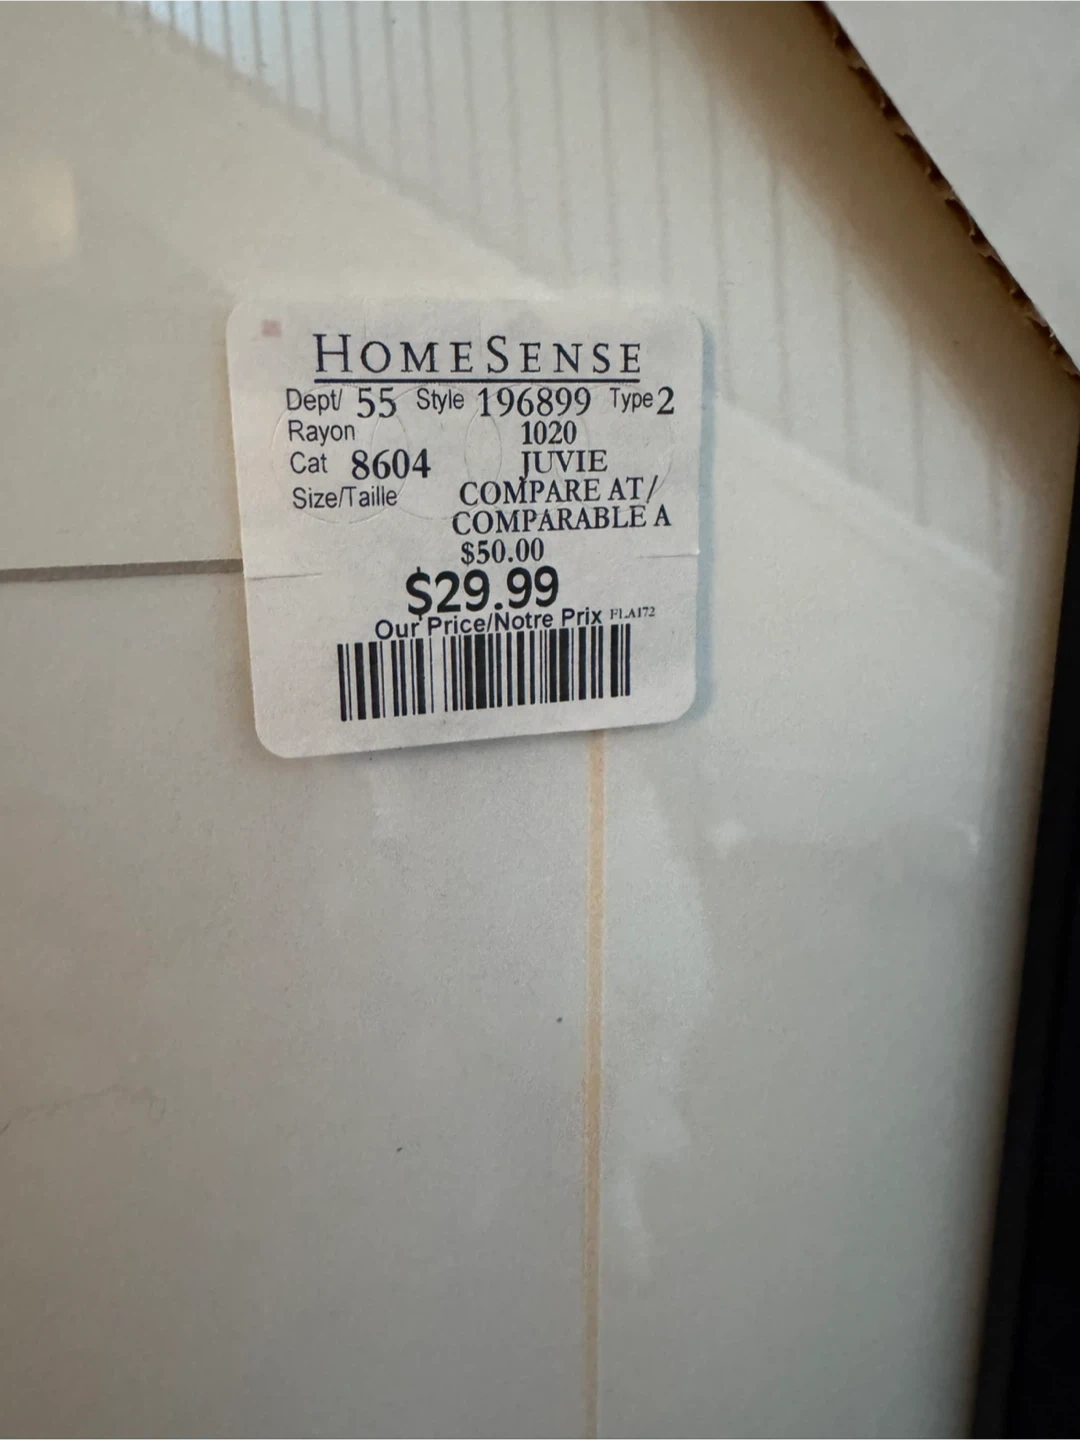 HOMESENSE
Dept/ 55 Style 196899 Type 2
Rayon 1020
Cat 8604 JUVIE
Size/Taille COMPARE AT/
COMPARABLE A
$50.00
$29.99
Our Price/Notre Prix FLA172